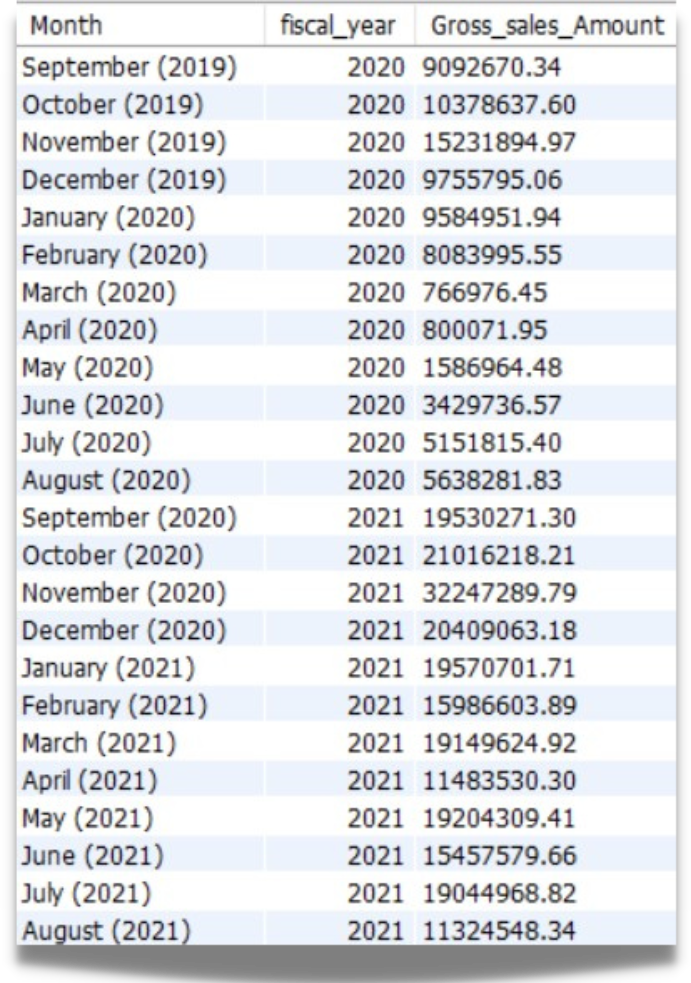 Month fiscal_year Gross_sales_Amount
September (2019) 2020 9092670.34
October (2019) 2020 10378637.60
November (2019) 2020 15231894.97
December (2019) 2020 9755795.06
January (2020) 2020 9584951.94
February (2020) 2020 8083995.55
March (2020) 2020 766976.45
April (2020) 2020 800071.95
May (2020) 2020 1586964.48
June (2020) 2020 3429736.57
July (2020) 2020 5151815.40
August (2020) 2020 5638281.83
September (2020) 2021 19530271.30
October (2020) 2021 21016218.21
November (2020) 2021 32247289.79
December (2020) 2021 20409063.18
January (2021) 2021 19570701.71
February (2021) 2021 15986603.89
March (2021) 2021 19149624.92
April (2021) 2021 11483530.30
May (2021) 2021 19204309.41
June (2021) 2021 15457579.66
July (2021) 2021 19044968.82
August (2021) 2021 11324548.34